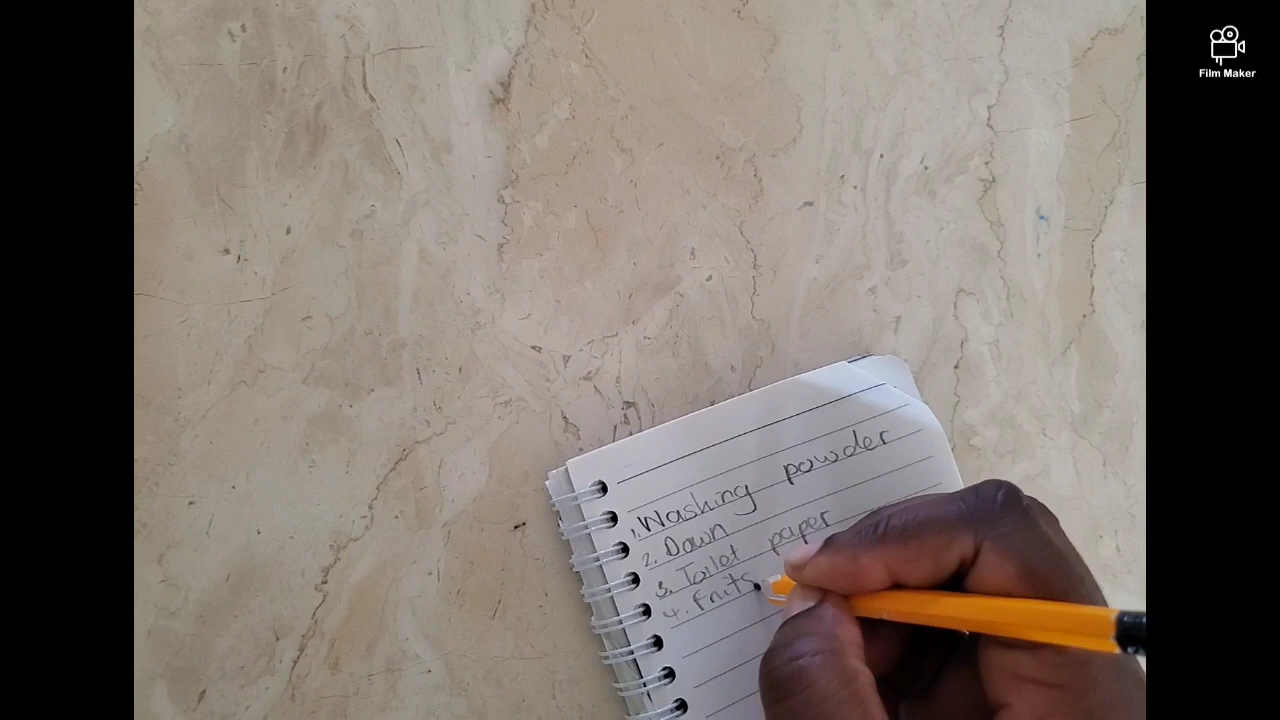 Film Maker
1. Washing powder
2. Dawn
3. Toilet paper
4. Fruits